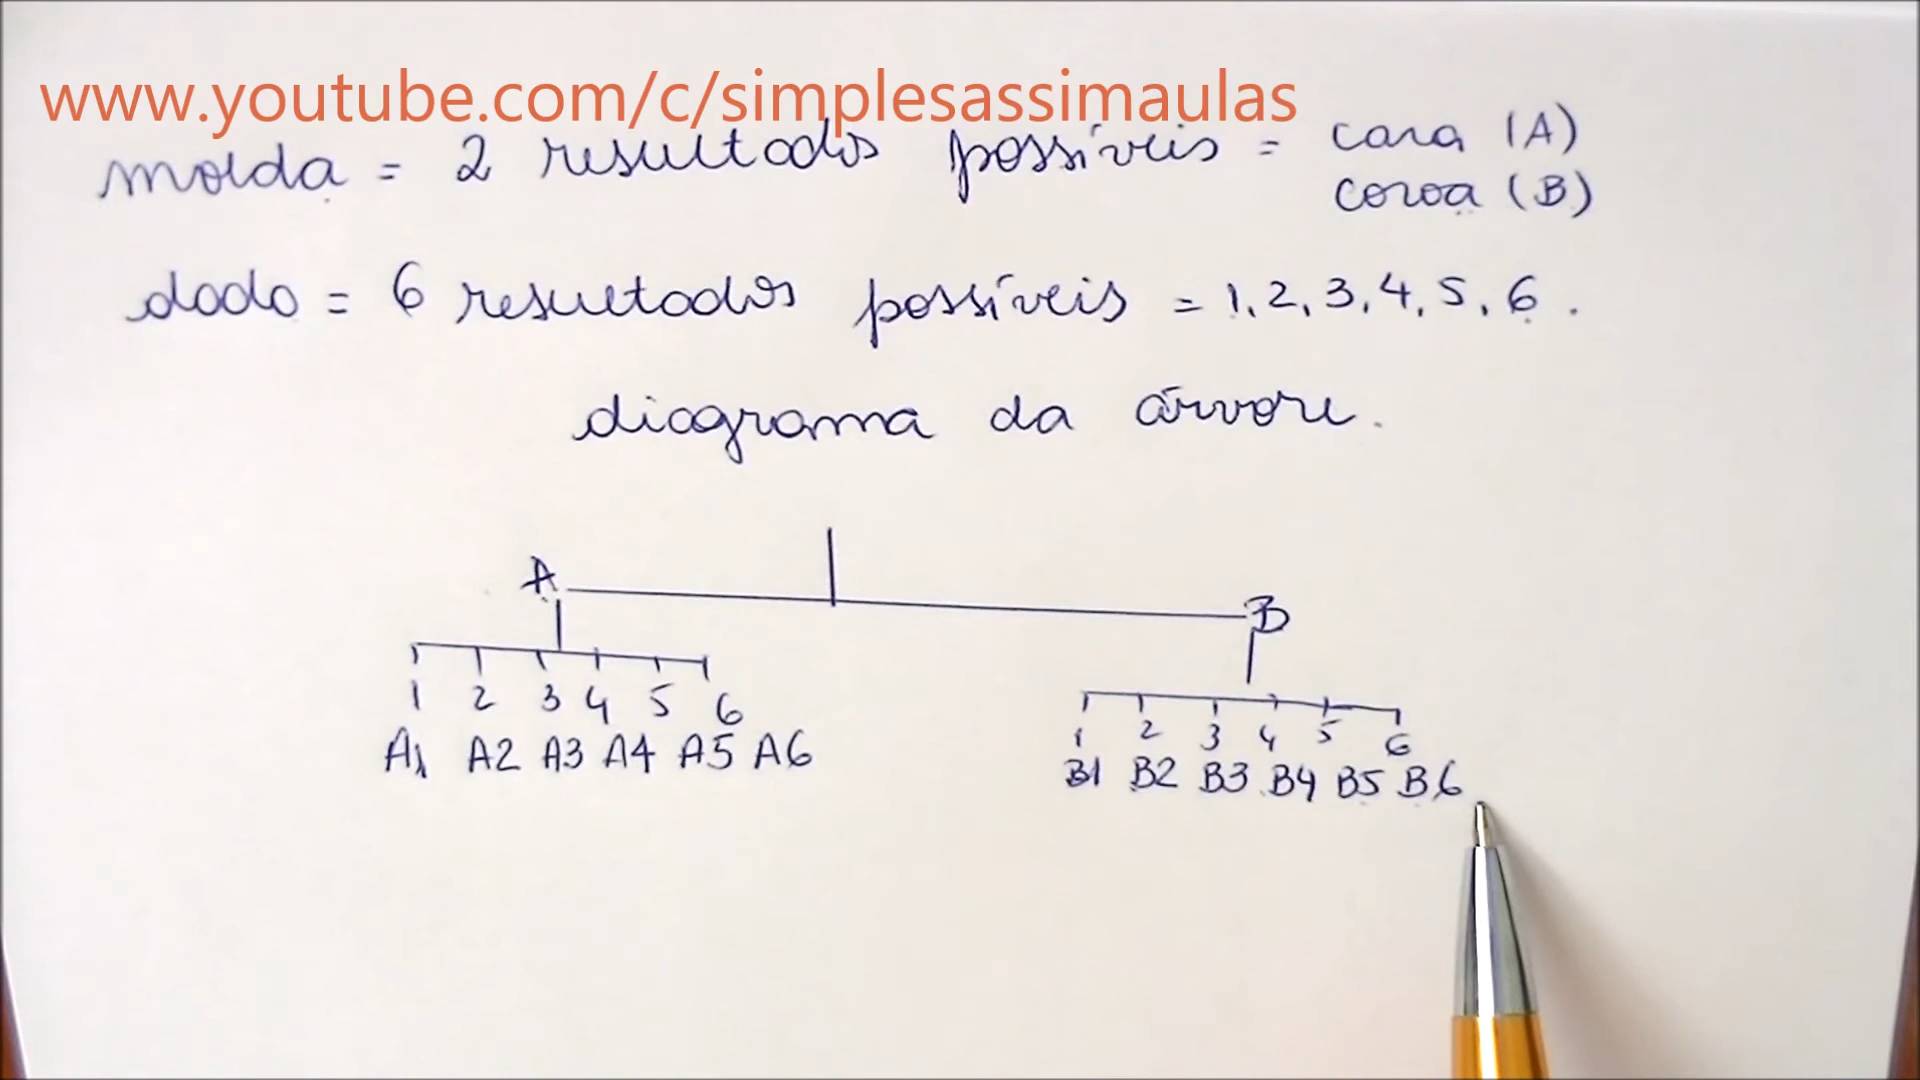 www.youtube.com/c/simplesassimaulas
moeda = 2 resultados possíveis = cara (A)
coroa (B)
dado = 6 resultados possíveis = 1, 2, 3, 4, 5, 6.
diagrama da árvore.
A B
1 2 3 4 5 6
A1 A2 A3 A4 A5 A6
1 2 3 4 5 6
B1 B2 B3 B4 B5 B6